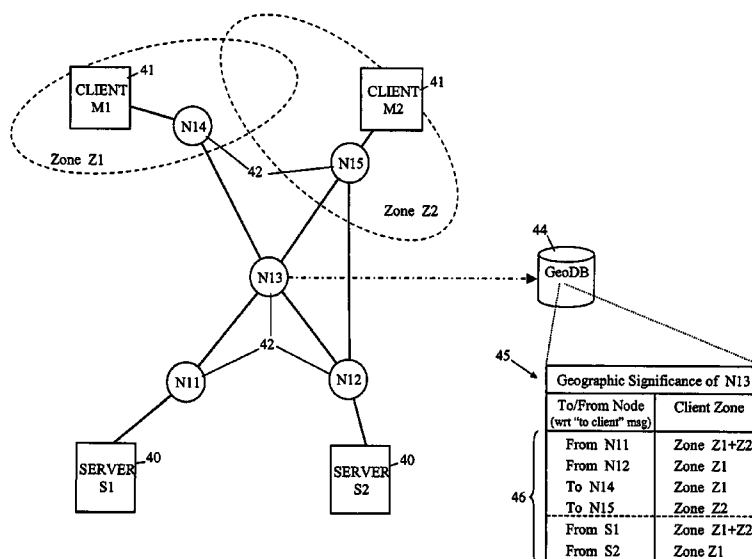 41
CLIENT
M1
41
CLIENT
M2
N14
N15
Zone Z1
42
Zone Z2
44
GeoDB
N13
42
45
N11
N12
Geographic Significance of N13
To/From Node
(wrt "to client" msg)
Client Zone
From N11 Zone Z1+Z2
From N12 Zone Z1
To N14 Zone Z1
To N15 Zone Z2
From S1 Zone Z1+Z2
From S2 Zone Z1
46
40
SERVER
S1
40
SERVER
S2